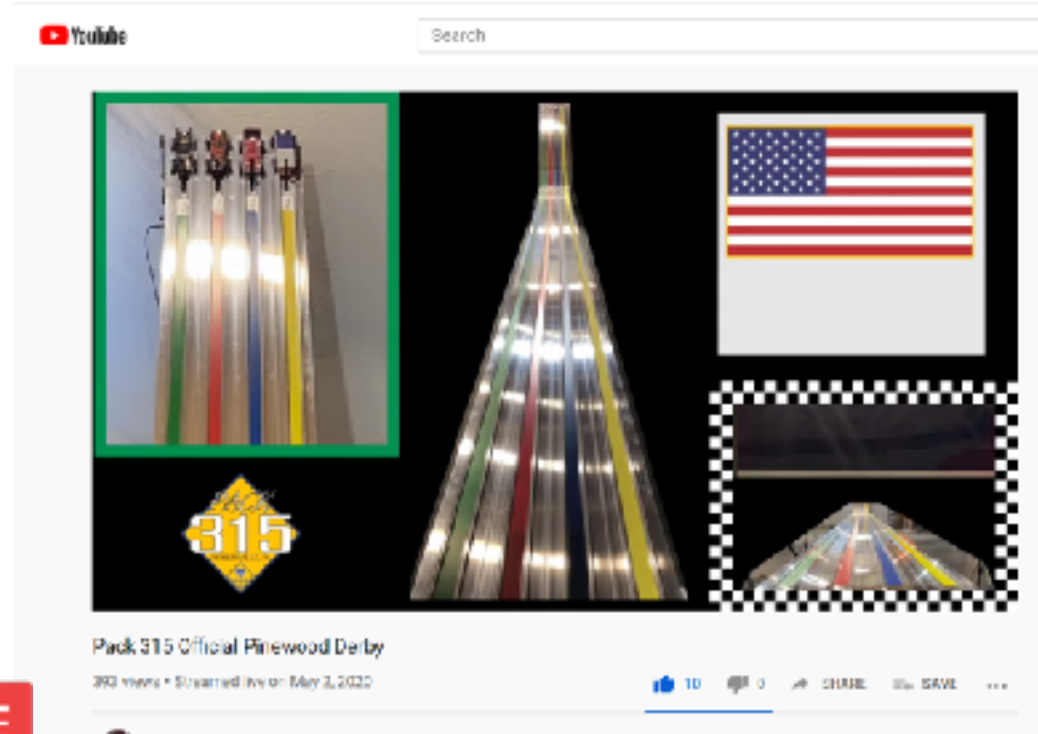 YouTube
Search
315
Pack 315 Official Pinewood Derby
393 views • Streamed live on May 2, 2020
10 0 SHARE SAVE